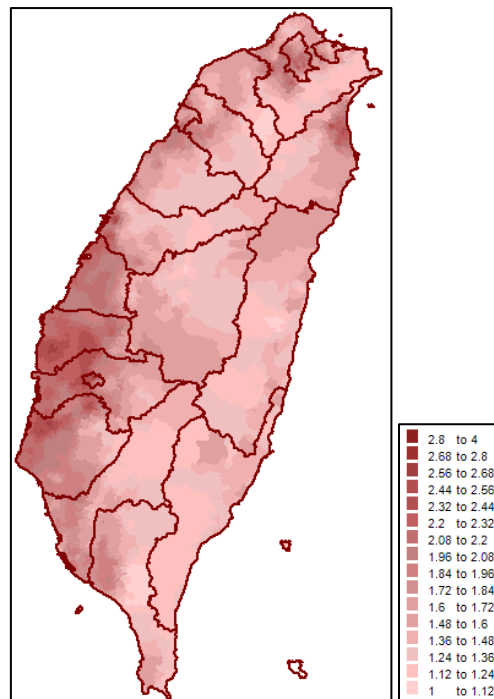 2.8 to 4
2.68 to 2.8
2.56 to 2.68
2.44 to 2.56
2.32 to 2.44
2.2 to 2.32
2.08 to 2.2
1.96 to 2.08
1.84 to 1.96
1.72 to 1.84
1.6 to 1.72
1.48 to 1.6
1.36 to 1.48
1.24 to 1.36
1.12 to 1.24
1 to 1.12